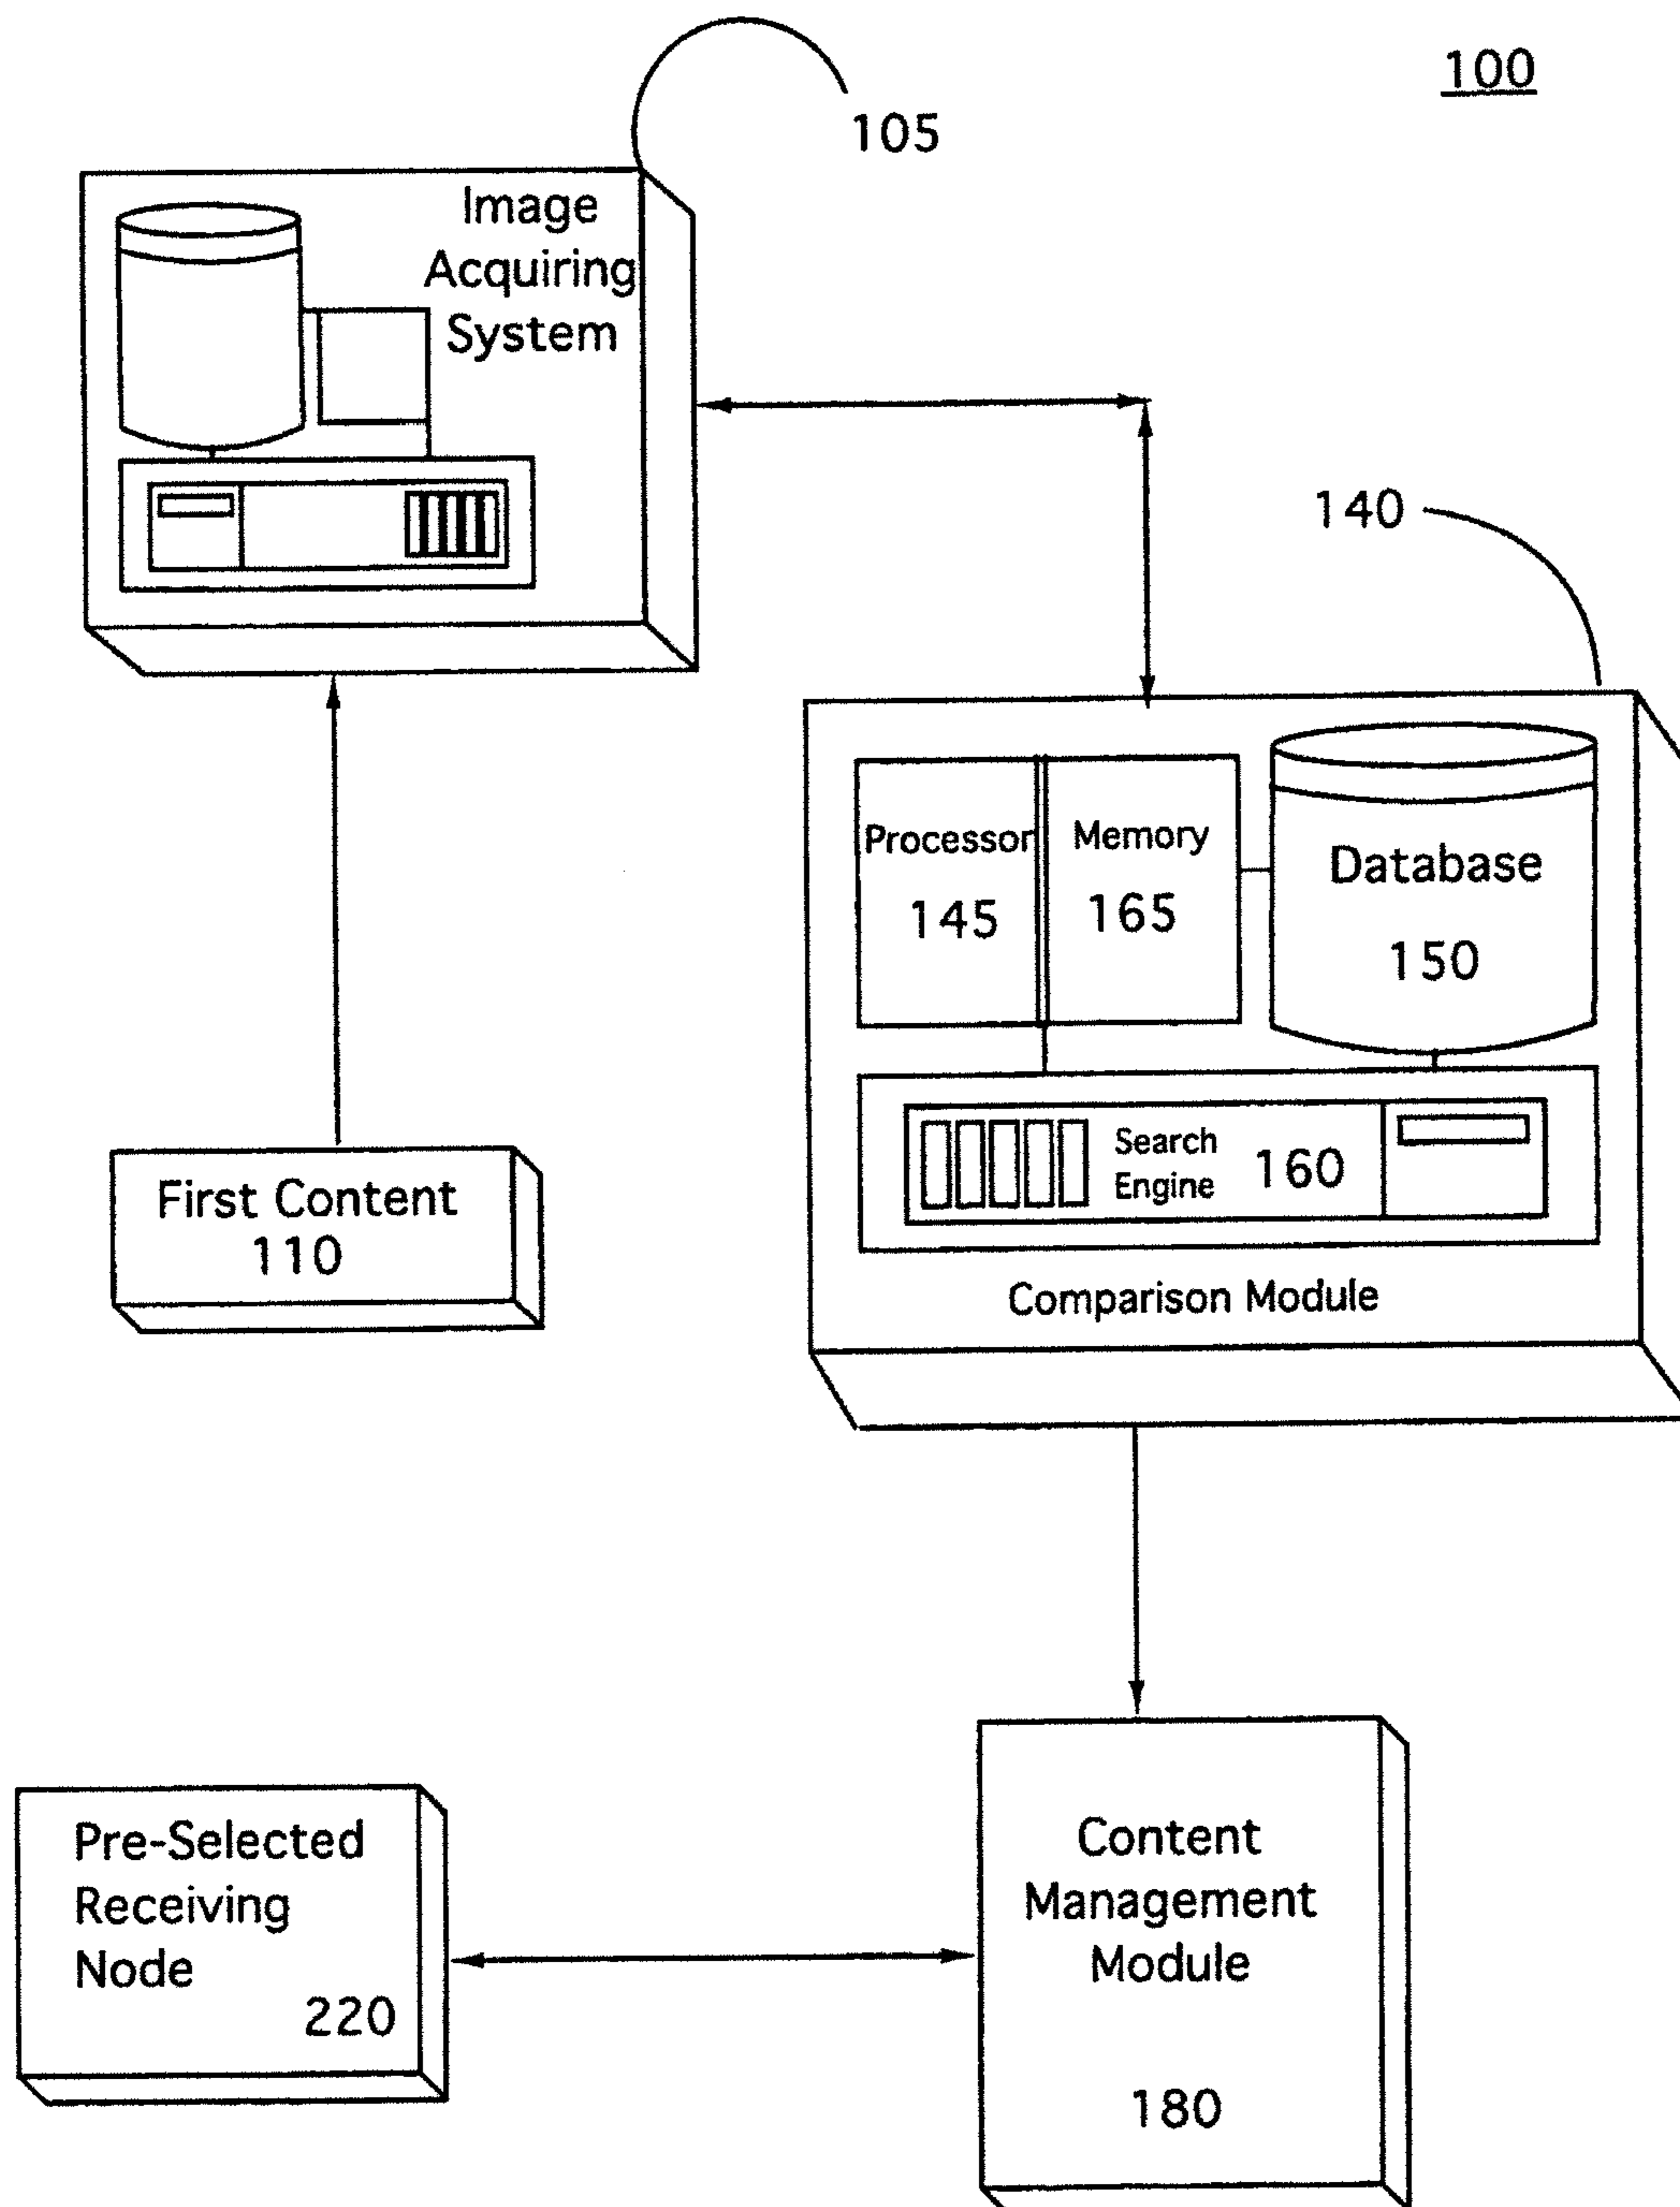 100
105
Image
Acquiring
System
140
Processor
145
Memory
165
Database
150
Search
Engine
160
Comparison Module
First Content
110
Pre-Selected
Receiving
Node
220
Content
Management
Module
180